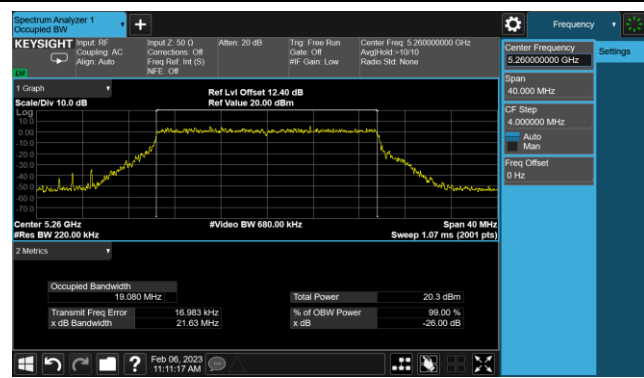 Spectrum Analyzer 1
Occupied BW
Frequency
KEYSIGHT
LXI
Input: RF
Coupling: AC
Align: Auto
Input Z: 50 Ω
Corrections: Off
Freq Ref: Int (S)
NFE: Off
Atten: 20 dB
Trig: Free Run
Gate: Off
#IF Gain: Low
Center Freq: 5.260000000 GHz
Avg|Hold:>10/10
Radio Std: None
Center Frequency
5.260000000 GHz
Settings
Span
40.000 MHz
CF Step
4.000000 MHz
Auto
Man
Freq Offset
0 Hz
1 Graph
Scale/Div 10.0 dB
Ref Lvl Offset 12.40 dB
Ref Value 20.00 dBm
Log
10.0
0.00
-10.0
-20.0
-30.0
-40.0
-50.0
-60.0
-70.0
Center 5.26 GHz
#Res BW 220.00 kHz
#Video BW 680.00 kHz
Span 40 MHz
Sweep 1.07 ms (2001 pts)
2 Metrics
Occupied Bandwidth
19.080 MHz
Total Power 20.3 dBm
Transmit Freq Error 16.983 kHz
% of OBW Power 99.00 %
x dB Bandwidth 21.63 MHz
x dB -26.00 dB
?
Feb 06, 2023
11:11:17 AM